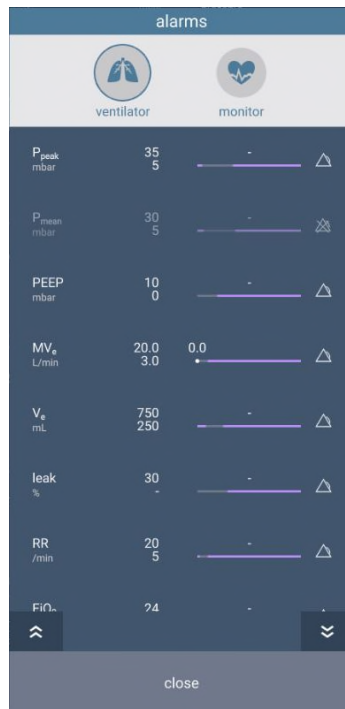 alarms
ventilator monitor
Ppeak 35 -
mbar 5
Pmean 30 -
mbar 5
PEEP 10 -
mbar 0
MVe 20.0 0.0
L/min 3.0
Ve 750 -
mL 250
leak 30 -
% -
RR 20 -
/min 5
FiO₂ 24 -
close